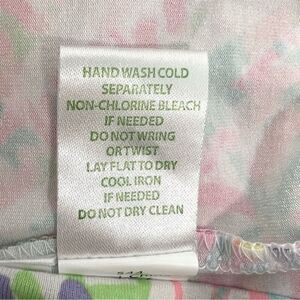 HAND WASH COLD
SEPARATELY
NON-CHLORINE BLEACH
IF NEEDED
DO NOT WRING
OR TWIST
LAY FLAT TO DRY
COOL IRON
IF NEEDED
DO NOT DRY CLEAN